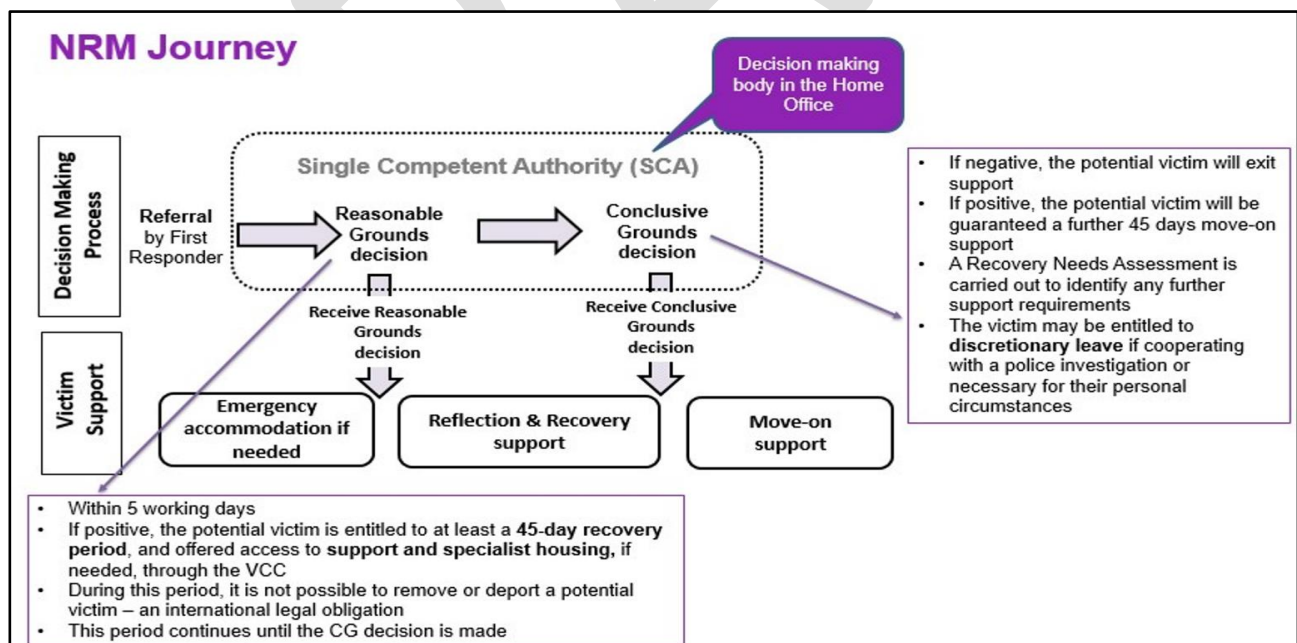 NRM Journey
Decision making
body in the Home
Office
Decision Making
Process
Single Competent Authority (SCA)
Referral
by First
Responder
Reasonable
Grounds
decision
Conclusive
Grounds
decision
• If negative, the potential victim will exit
support
• If positive, the potential victim will be
guaranteed a further 45 days move-on
support
• A Recovery Needs Assessment is
carried out to identify any further
support requirements
• The victim may be entitled to
discretionary leave if cooperating
with a police investigation or
necessary for their personal
circumstances
Receive Reasonable
Grounds
decision
Receive Conclusive
Grounds
decision
Victim
Support
Emergency
accommodation if
needed
Reflection & Recovery
support
Move-on
support
• Within 5 working days
• If positive, the potential victim is entitled to at least a 45-day recovery
period, and offered access to support and specialist housing, if
needed, through the VCC
• During this period, it is not possible to remove or deport a potential
victim – an international legal obligation
• This period continues until the CG decision is made